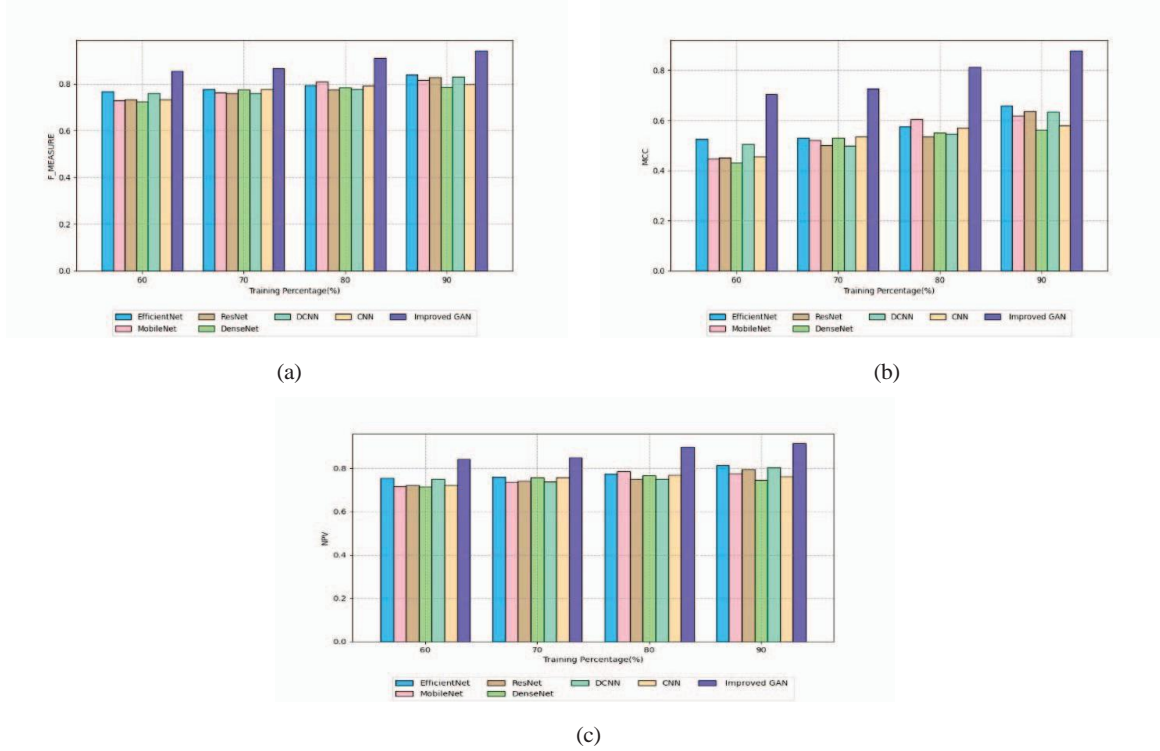 F_MEASURE
0.8
0.6
0.4
0.2
0.0
60 70 80 90
Training Percentage(%)
EfficientNet ResNet DCNN CNN Improved GAN
MobileNet DenseNet
(a)
MCC
0.8
0.6
0.4
0.2
0.0
60 70 80 90
Training Percentage(%)
EfficientNet ResNet DCNN CNN Improved GAN
MobileNet DenseNet
(b)
NPV
0.8
0.6
0.4
0.2
0.0
60 70 80 90
Training Percentage(%)
EfficientNet ResNet DCNN CNN Improved GAN
MobileNet DenseNet
(c)